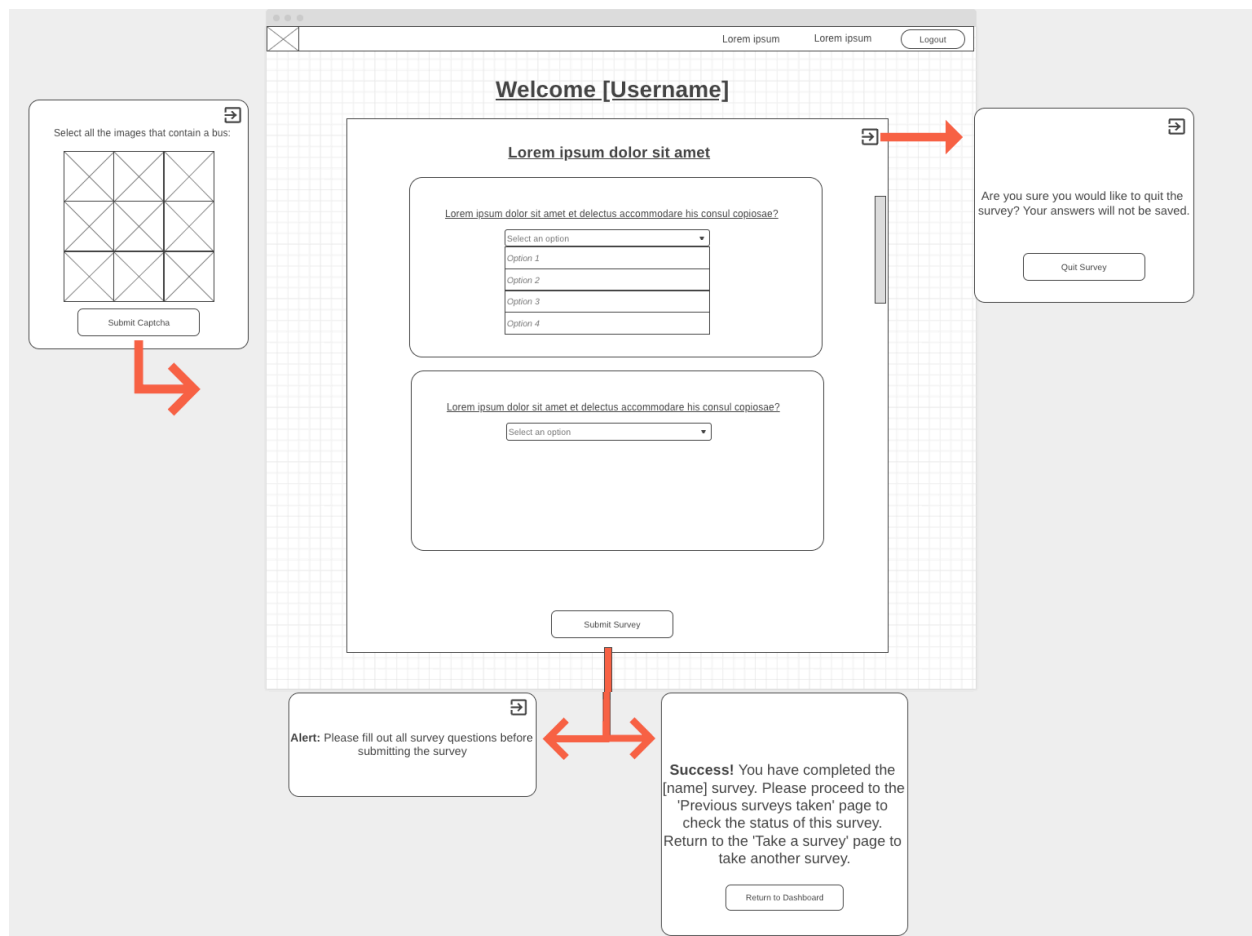 Lorem ipsum
Lorem ipsum
Logout
Welcome [Username]
Select all the images that contain a bus:
Submit Captcha
Lorem ipsum dolor sit amet
Lorem ipsum dolor sit amet et delectus accommodare his consul copiosae?
Select an option
Option 1
Option 2
Option 3
Option 4
Lorem ipsum dolor sit amet et delectus accommodare his consul copiosae?
Select an option
Submit Survey
Are you sure you would like to quit the
survey? Your answers will not be saved.
Quit Survey
Alert: Please fill out all survey questions before
submitting the survey
Success! You have completed the
[name] survey. Please proceed to the
'Previous surveys taken' page to
check the status of this survey.
Return to the 'Take a survey' page to
take another survey.
Return to Dashboard